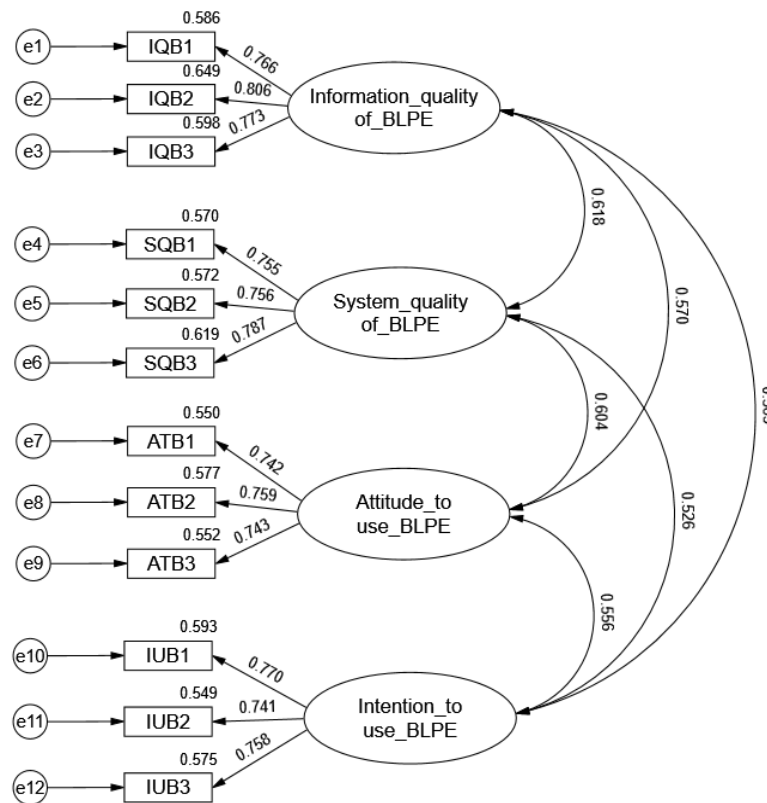 0.586
e1
IQB1
0.766
0.649
e2
IQB2
0.806
0.598
e3
IQB3
0.773
Information_quality
of_BLPE
0.618
0.570
0.570
e4
SQB1
0.755
0.572
e5
SQB2
0.756
0.619
e6
SQB3
0.787
System_quality
of_BLPE
0.604
0.526
0.550
e7
ATB1
0.742
0.577
e8
ATB2
0.759
0.552
e9
ATB3
0.743
Attitude_to
use_BLPE
0.556
0.593
e10
IUB1
0.770
0.549
e11
IUB2
0.741
0.575
e12
IUB3
0.758
Intention_to
use_BLPE